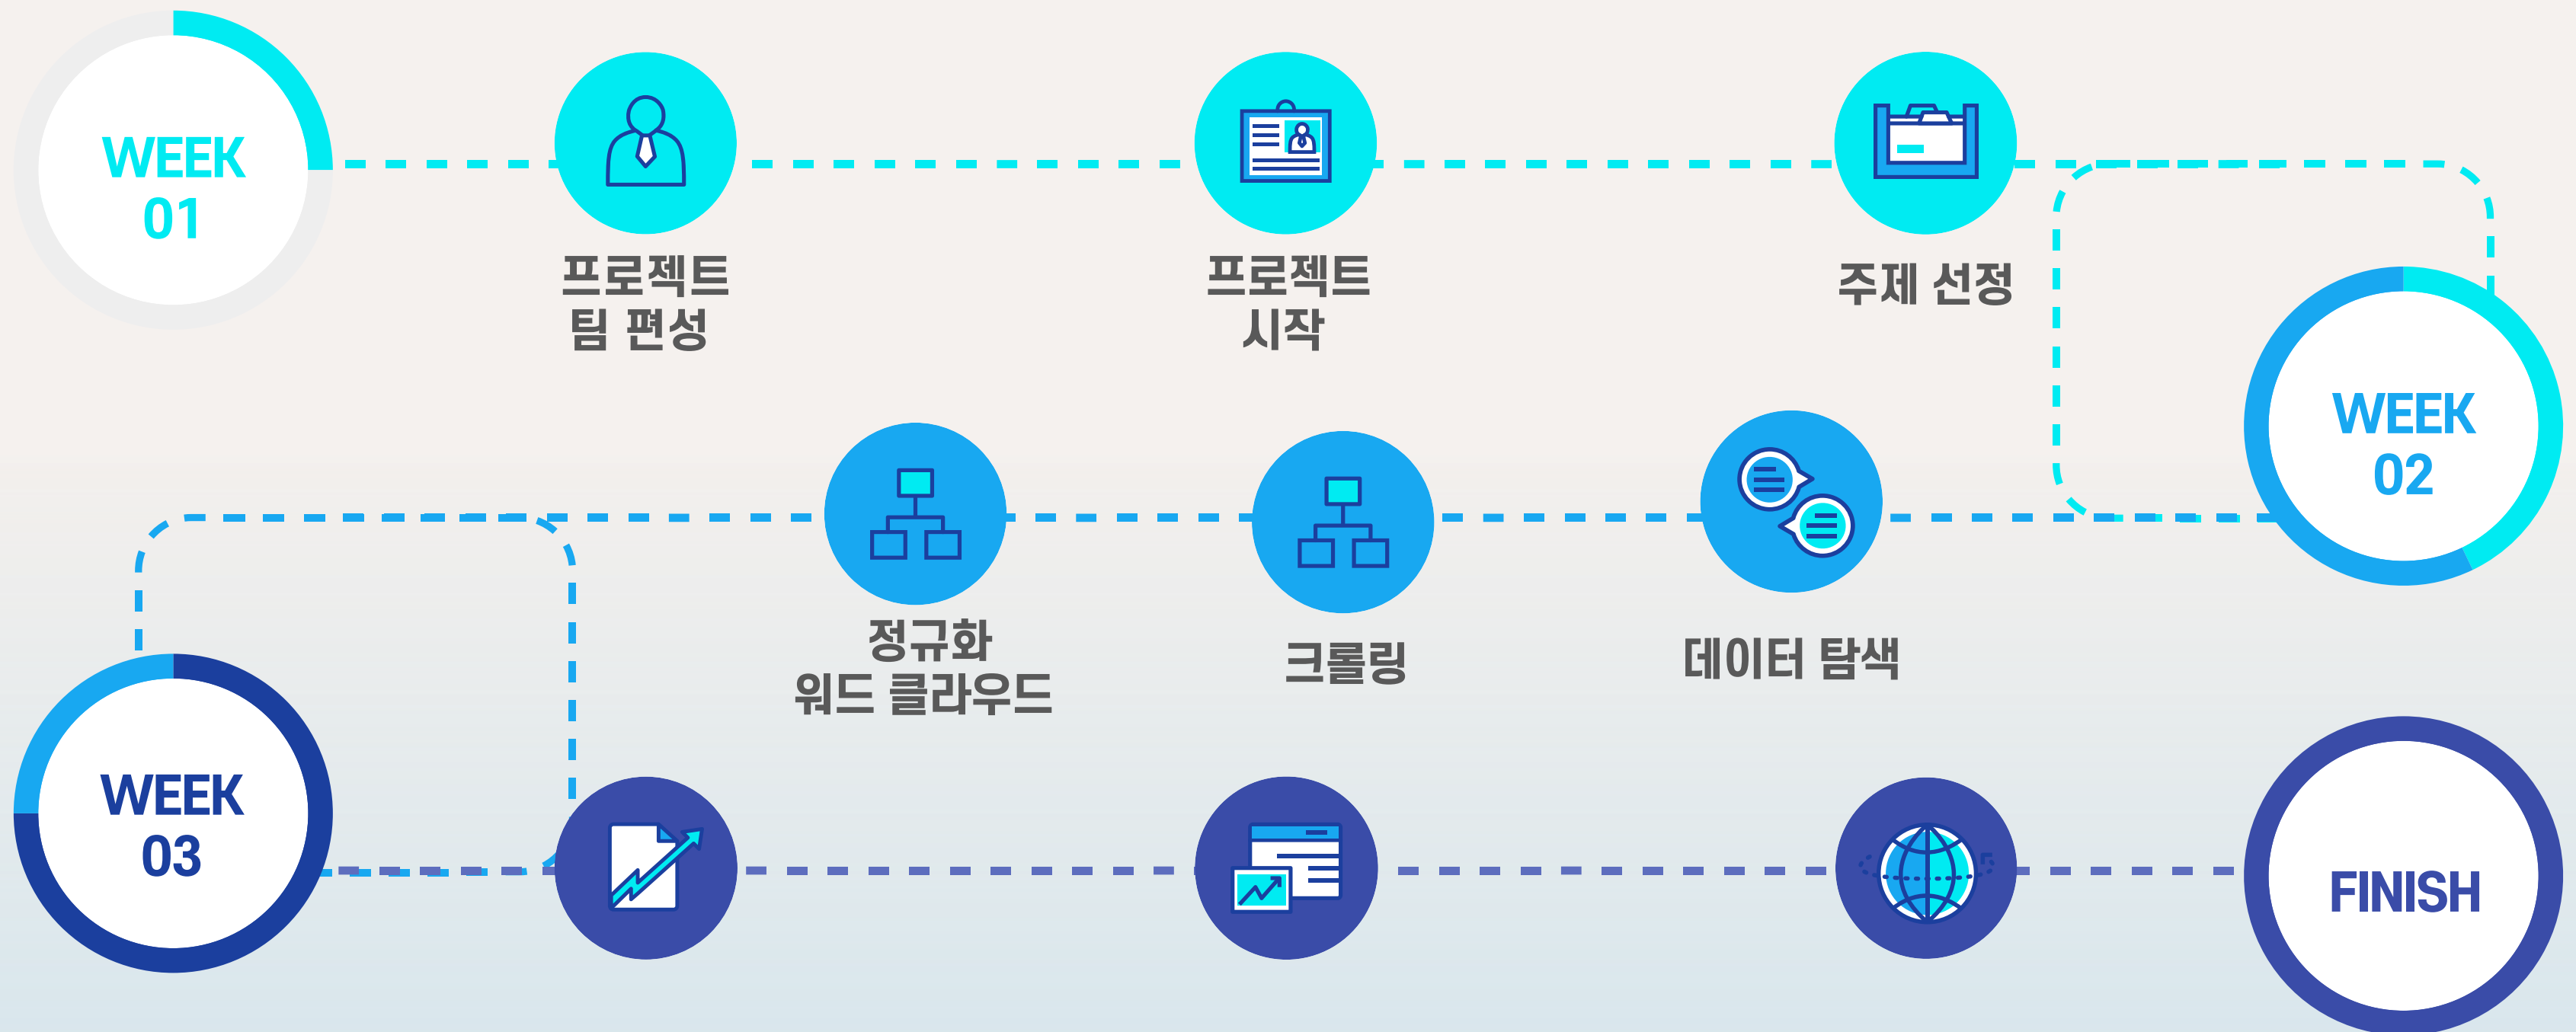 WEEK
01
프로젝트
팀 편성
프로젝트
시작
주제 선정
WEEK
02
데이터 탐색
크롤링
정규화
워드 클라우드
WEEK
03
FINISH